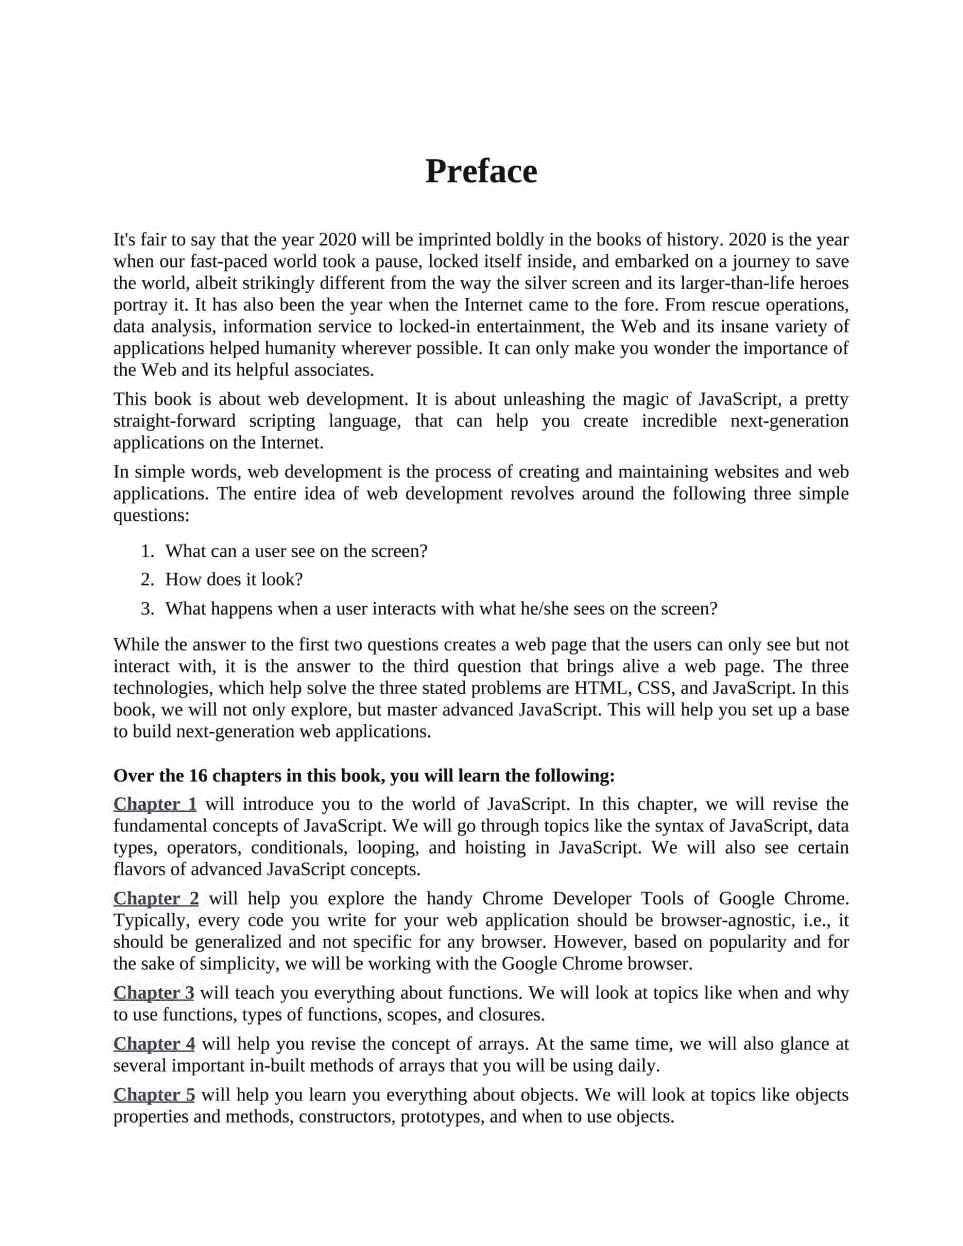 Preface
It's fair to say that the year 2020 will be imprinted boldly in the books of history. 2020 is the year
when our fast-paced world took a pause, locked itself inside, and embarked on a journey to save
the world, albeit strikingly different from the way the silver screen and its larger-than-life heroes
portray it. It has also been the year when the Internet came to the fore. From rescue operations,
data analysis, information service to locked-in entertainment, the Web and its insane variety of
applications helped humanity wherever possible. It can only make you wonder the importance of
the Web and its helpful associates.
This book is about web development. It is about unleashing the magic of JavaScript, a pretty
straight-forward scripting language, that can help you create incredible next-generation
applications on the Internet.
In simple words, web development is the process of creating and maintaining websites and web
applications. The entire idea of web development revolves around the following three simple
questions:
1. What can a user see on the screen?
2. How does it look?
3. What happens when a user interacts with what he/she sees on the screen?
While the answer to the first two questions creates a web page that the users can only see but not
interact with, it is the answer to the third question that brings alive a web page. The three
technologies, which help solve the three stated problems are HTML, CSS, and JavaScript. In this
book, we will not only explore, but master advanced JavaScript. This will help you set up a base
to build next-generation web applications.
Over the 16 chapters in this book, you will learn the following:
Chapter 1 will introduce you to the world of JavaScript. In this chapter, we will revise the
fundamental concepts of JavaScript. We will go through topics like the syntax of JavaScript, data
types, operators, conditionals, looping, and hoisting in JavaScript. We will also see certain
flavors of advanced JavaScript concepts.
Chapter 2 will help you explore the handy Chrome Developer Tools of Google Chrome.
Typically, every code you write for your web application should be browser-agnostic, i.e., it
should be generalized and not specific for any browser. However, based on popularity and for
the sake of simplicity, we will be working with the Google Chrome browser.
Chapter 3 will teach you everything about functions. We will look at topics like when and why
to use functions, types of functions, scopes, and closures.
Chapter 4 will help you revise the concept of arrays. At the same time, we will also glance at
several important in-built methods of arrays that you will be using daily.
Chapter 5 will help you learn you everything about objects. We will look at topics like objects
properties and methods, constructors, prototypes, and when to use objects.